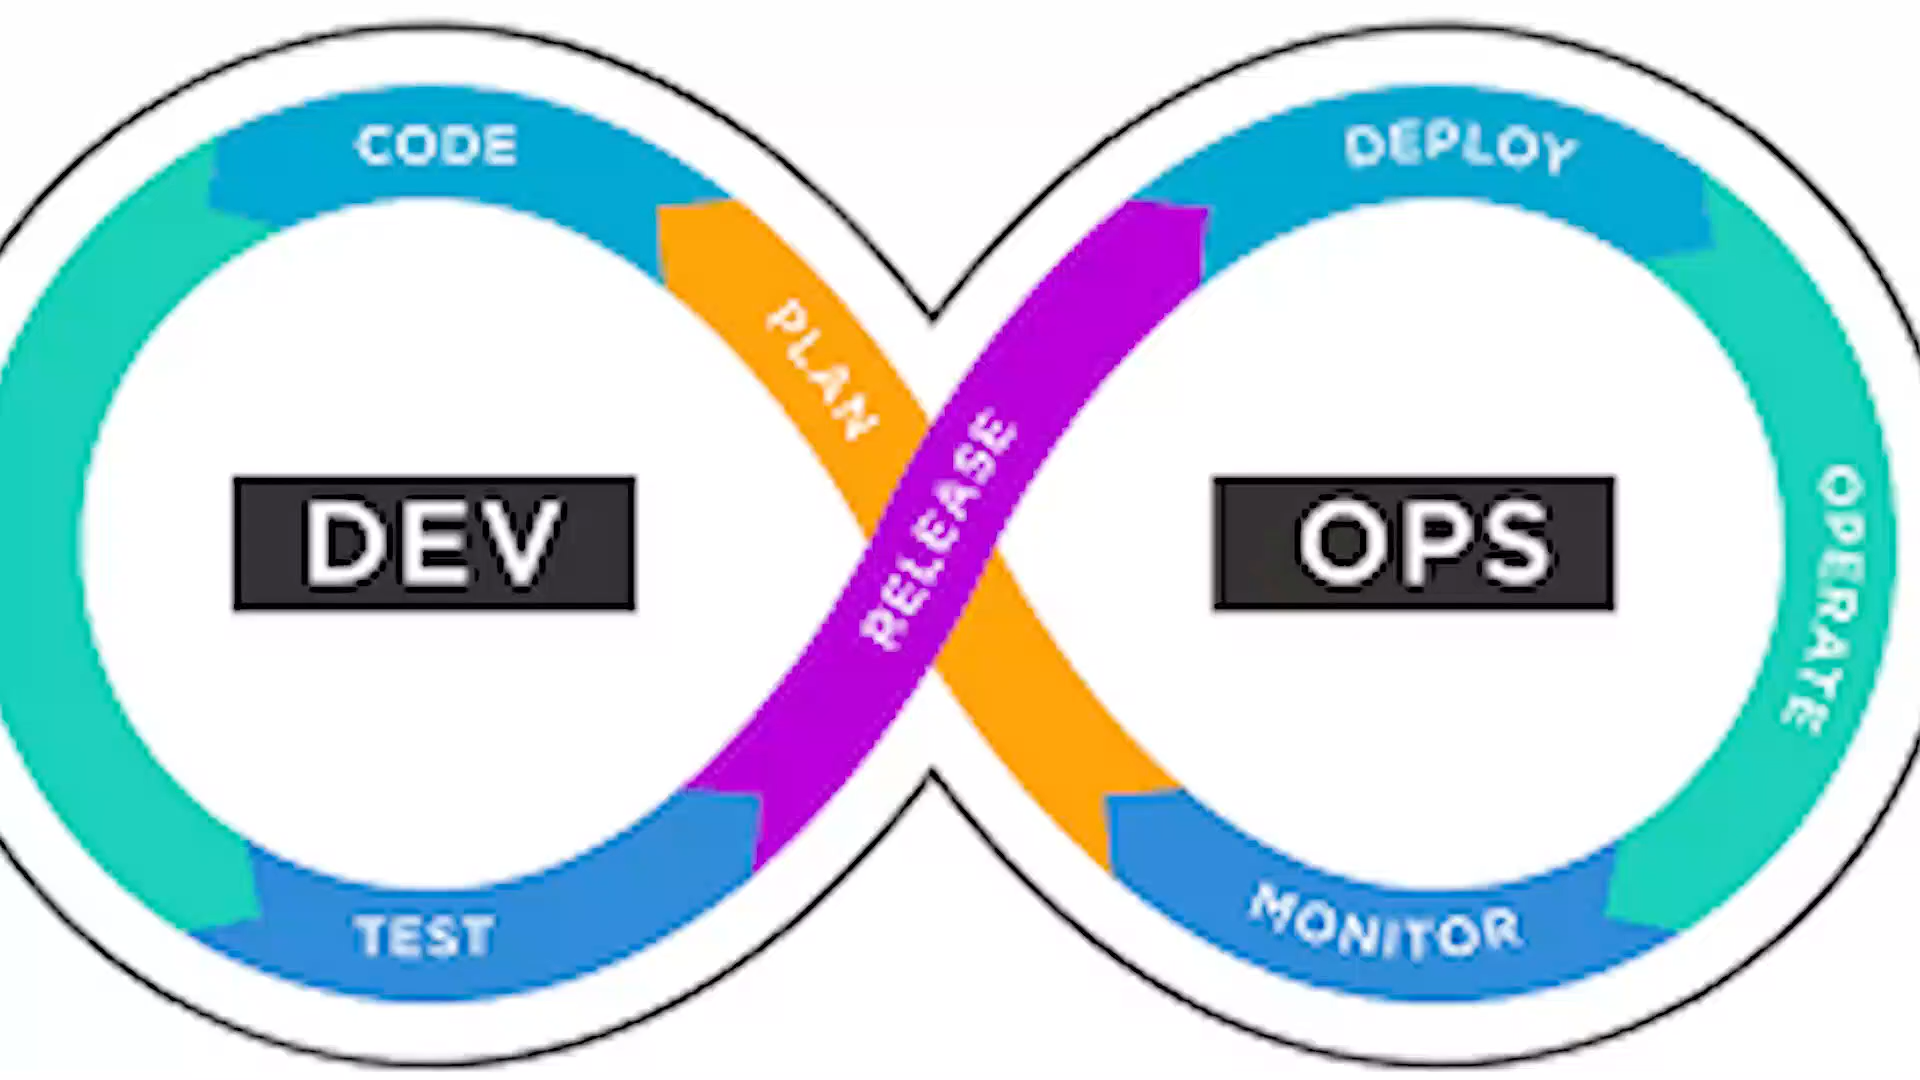 CODE
DEPLOY
PLAN
RELEASE
DEV
OPS
OPERATE
TEST
MONITOR